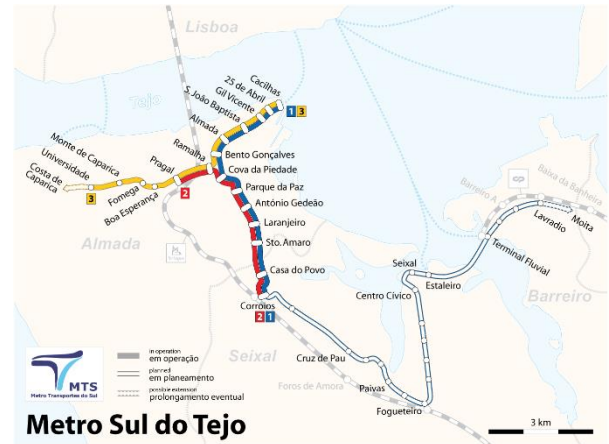 Lisboa
Tejo
Cacilhas
25 de Abril
Gil Vicente
S. João Baptista
Almada
1 3
Ramalha
Bento Gonçalves
Cova da Piedade
Pragal
2
Monte de Caparica
Universidade
Costa de
Caparica
3
Fomega
Boa Esperança
Parque da Paz
António Gedeão
Laranjeiro
Sto. Amaro
Casa do Povo
Corroios
2 1
Almada
Seixal
Cruz de Pau
Foros de Amora
Paivas
Fogueteiro
Centro Cívico
Seixal
Estaleiro
Terminal Fluvial
Lavradio
Moita
Barreiro A
Baixa da Banheira
Barreiro
MTS
Metro Transportes do Sul
in operation
em operação
planned
em planeamento
possible extension
prolongamento eventual
3 km
Metro Sul do Tejo